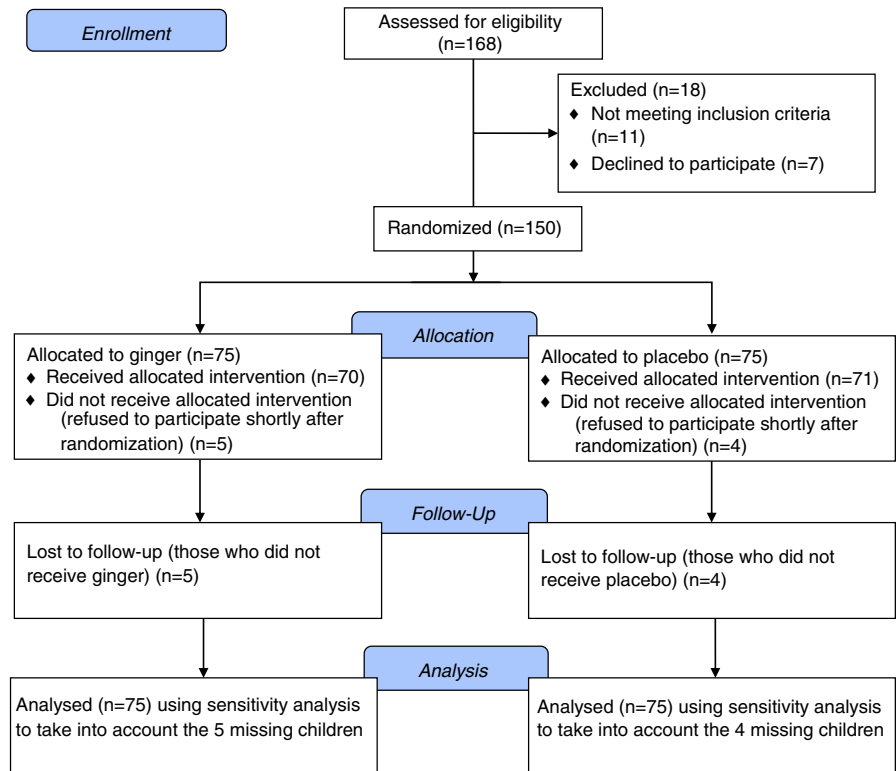 Enrollment
Assessed for eligibility
(n=168)
Excluded (n=18)
♦ Not meeting inclusion criteria
(n=11)
♦ Declined to participate (n=7)
Randomized (n=150)
Allocation
Allocated to ginger (n=75)
♦ Received allocated intervention (n=70)
♦ Did not receive allocated intervention
(refused to participate shortly after
randomization) (n=5)
Allocated to placebo (n=75)
♦ Received allocated intervention (n=71)
♦ Did not receive allocated intervention
(refused to participate shortly after
randomization) (n=4)
Follow-Up
Lost to follow-up (those who did not
receive ginger) (n=5)
Lost to follow-up (those who did not
receive placebo) (n=4)
Analysis
Analysed (n=75) using sensitivity analysis
to take into account the 5 missing children
Analysed (n=75) using sensitivity analysis
to take into account the 4 missing children